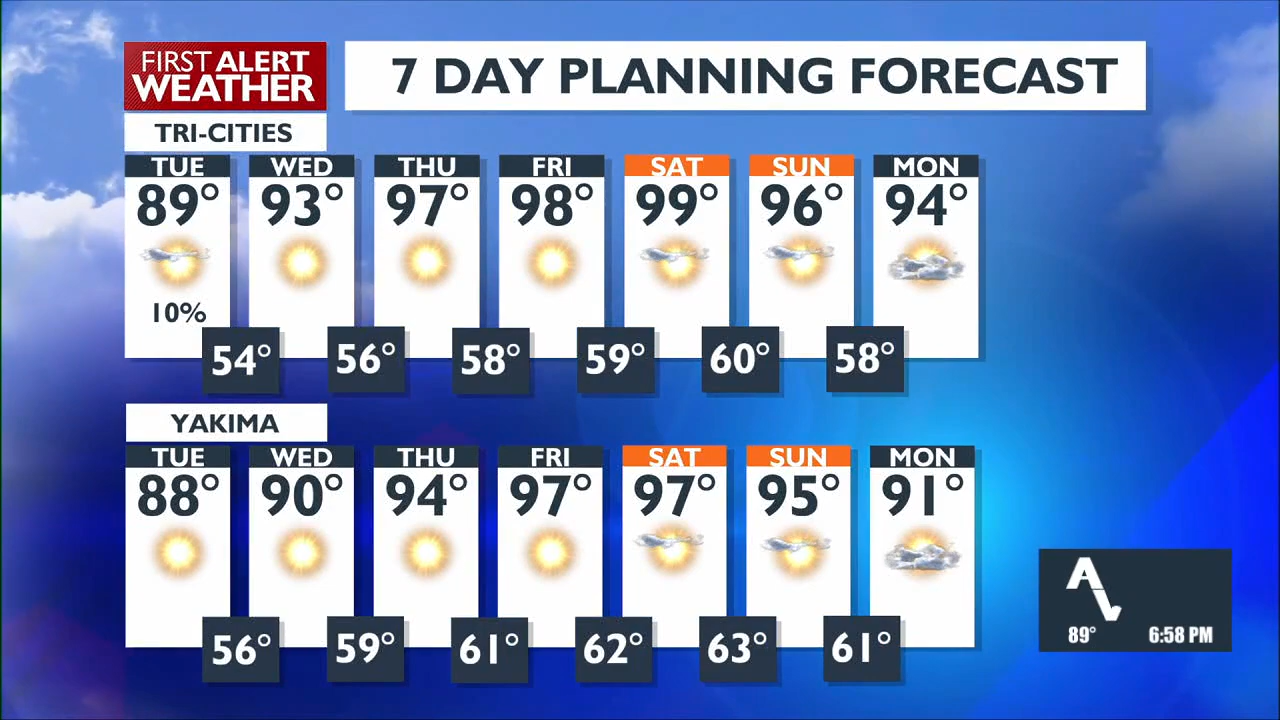 FIRST ALERT
WEATHER
7 DAY PLANNING FORECAST
TRI-CITIES
TUE WED THU FRI SAT SUN MON
89° 93° 97° 98° 99° 96° 94°
10%
54° 56° 58° 59° 60° 58°
YAKIMA
TUE WED THU FRI SAT SUN MON
88° 90° 94° 97° 97° 95° 91°
56° 59° 61° 62° 63° 61°
89° 6:58 PM